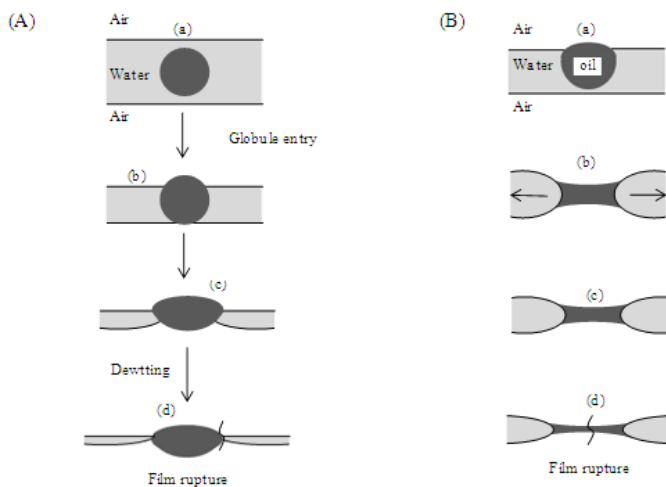 (A)
Air
(a)
Water
Air
Globule entry
(b)
(c)
Dewtting
(d)
Film rupture
(B)
Air
(a)
Water
oil
Air
(b)
(c)
(d)
Film rupture